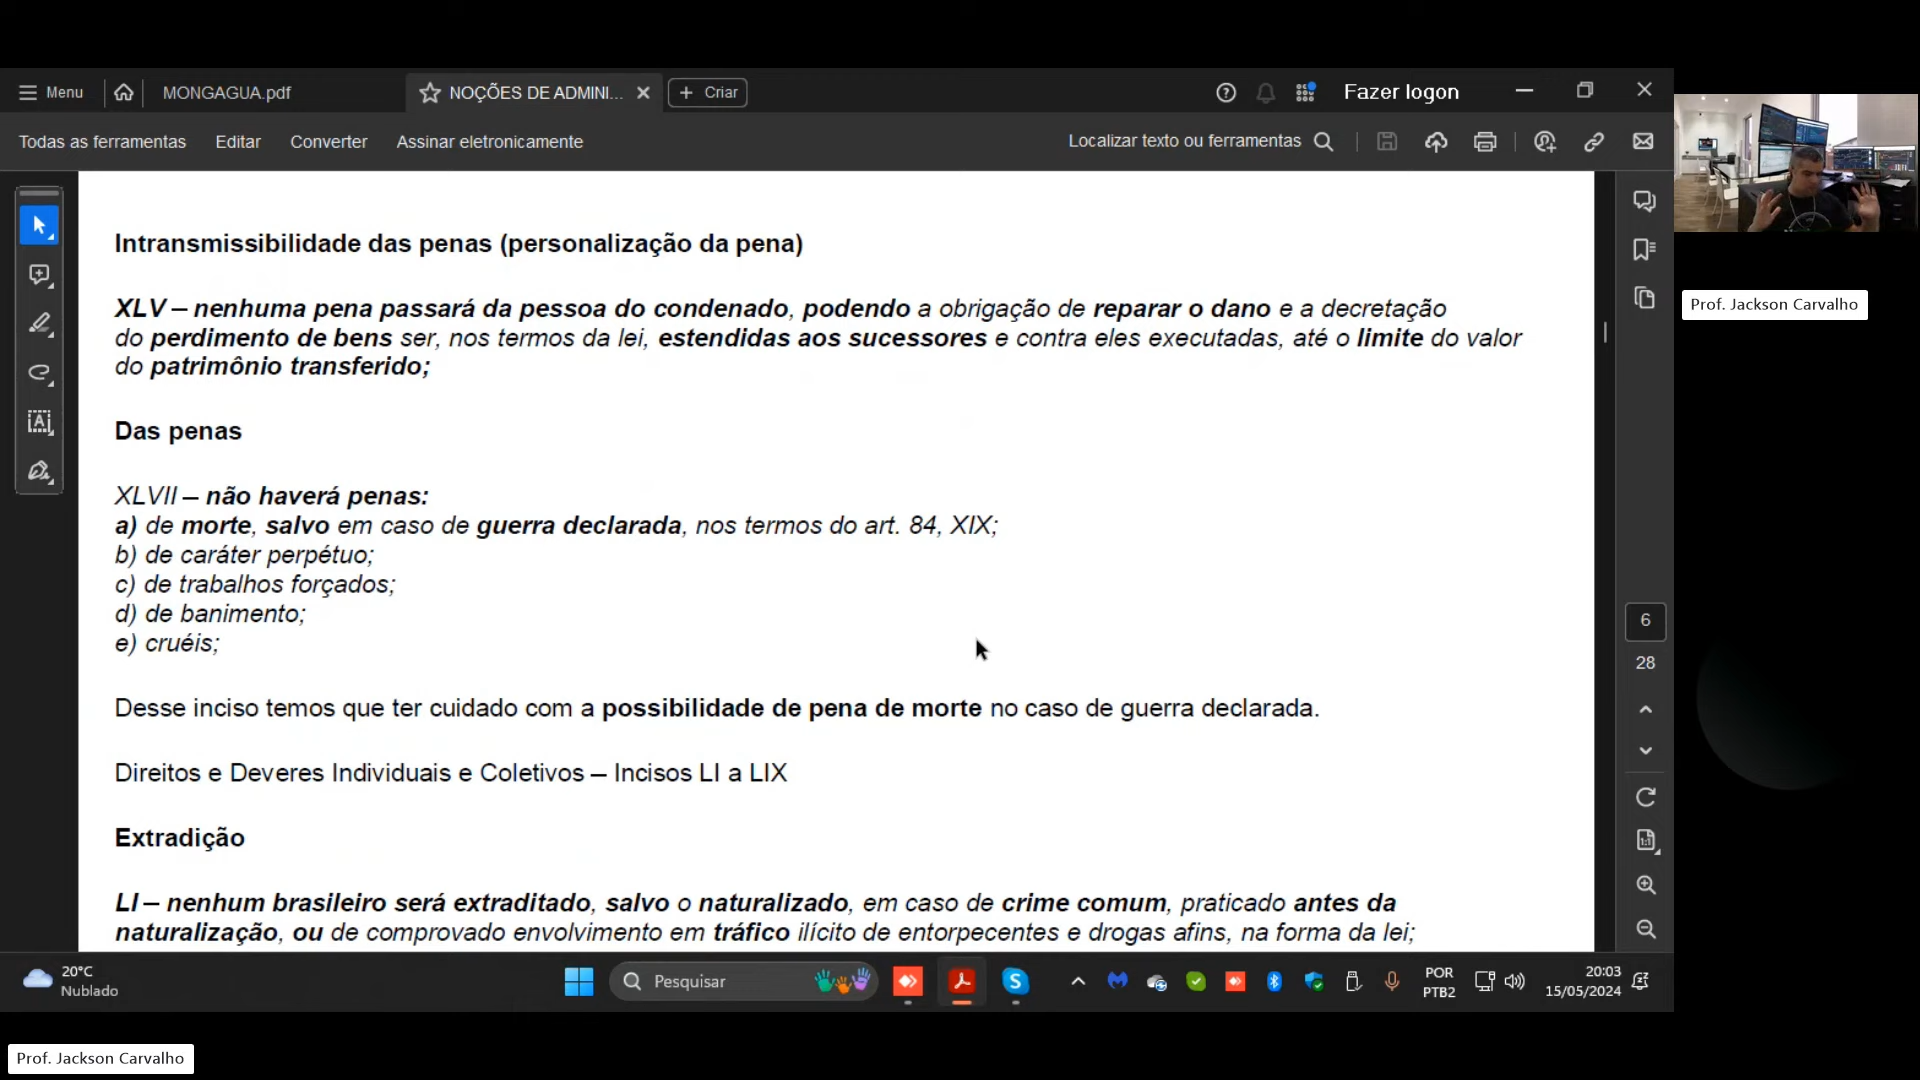 Menu
MONGAGUA.pdf
NOÇÕES DE ADMINI...
Criar
Fazer logon
Todas as ferramentas
Editar
Converter
Assinar eletronicamente
Localizar texto ou ferramentas
Intransmissibilidade das penas (personalização da pena)
XLV – nenhuma pena passará da pessoa do condenado, podendo a obrigação de reparar o dano e a decretação
do perdimento de bens ser, nos termos da lei, estendidas aos sucessores e contra eles executadas, até o limite do valor
do patrimônio transferido;
Das penas
XLVII – não haverá penas:
a) de morte, salvo em caso de guerra declarada, nos termos do art. 84, XIX;
b) de caráter perpétuo;
c) de trabalhos forçados;
d) de banimento;
e) cruéis;
Desse inciso temos que ter cuidado com a possibilidade de pena de morte no caso de guerra declarada.
Direitos e Deveres Individuais e Coletivos – Incisos LI a LIX
Extradição
LI – nenhum brasileiro será extraditado, salvo o naturalizado, em caso de crime comum, praticado antes da
naturalização, ou de comprovado envolvimento em tráfico ilícito de entorpecentes e drogas afins, na forma da lei;
6
28
Prof. Jackson Carvalho
20°C
Nublado
Pesquisar
POR
PTB2
20:03
15/05/2024
Prof. Jackson Carvalho